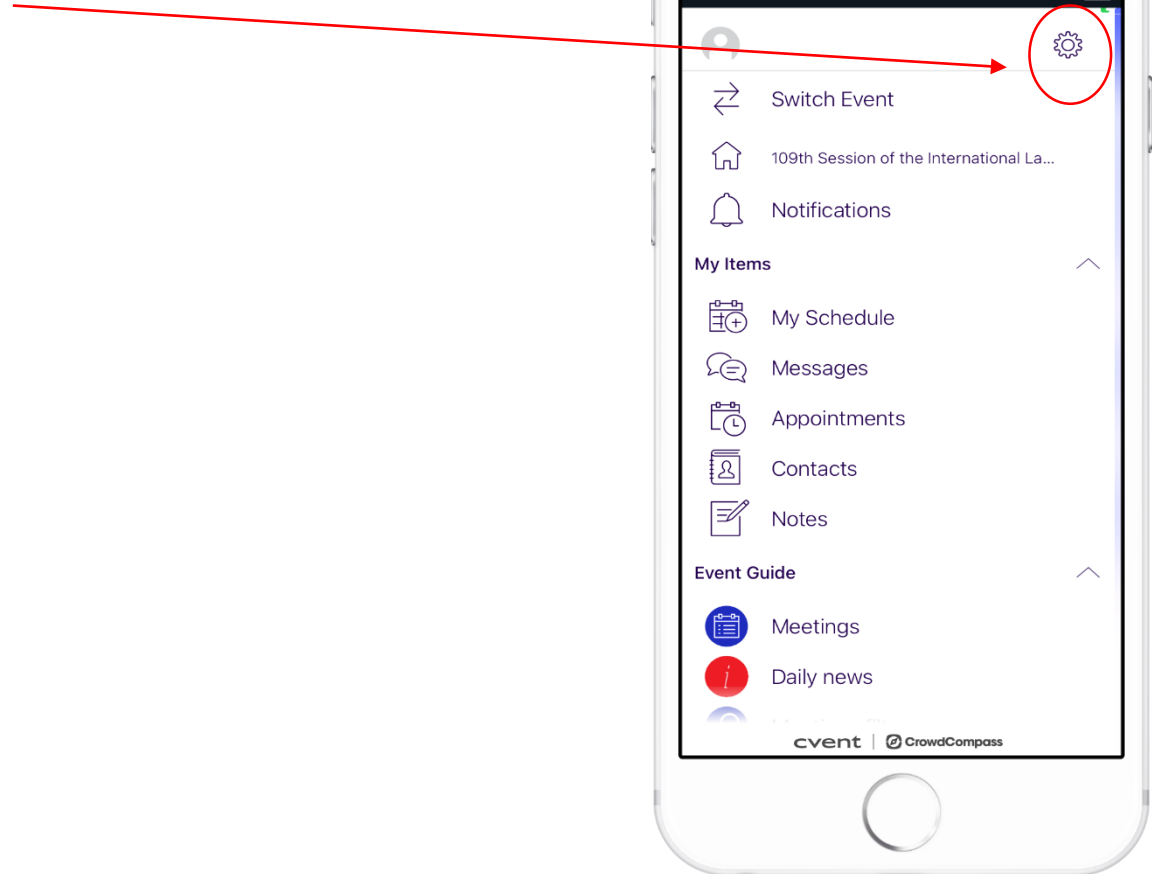 Switch Event
109th Session of the International La...
Notifications
My Items
My Schedule
Messages
Appointments
Contacts
Notes
Event Guide
Meetings
Daily news
cvent | CrowdCompass